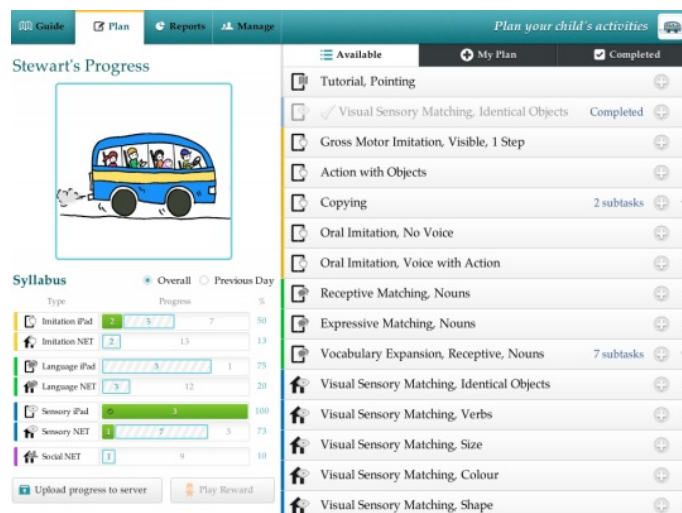 Guide
Plan
Reports
Manage
Plan your child's activities
Stewart's Progress
Syllabus
Overall
Previous Day
Type
Progress
%
Imitation iPad 2 5 7 50
Imitation NET 2 13 13
Language iPad 3 1 75
Language NET 3 12 20
Sensory iPad 3 100
Sensory NET 1 7 3 73
Social NET 1 9 10
Upload progress to server
Play Reward
Available
My Plan
Completed
Tutorial, Pointing
Visual Sensory Matching, Identical Objects Completed
Gross Motor Imitation, Visible, 1 Step
Action with Objects
Copying 2 subtasks
Oral Imitation, No Voice
Oral Imitation, Voice with Action
Receptive Matching, Nouns
Expressive Matching, Nouns
Vocabulary Expansion, Receptive, Nouns 7 subtasks
Visual Sensory Matching, Identical Objects
Visual Sensory Matching, Verbs
Visual Sensory Matching, Size
Visual Sensory Matching, Colour
Visual Sensory Matching, Shape